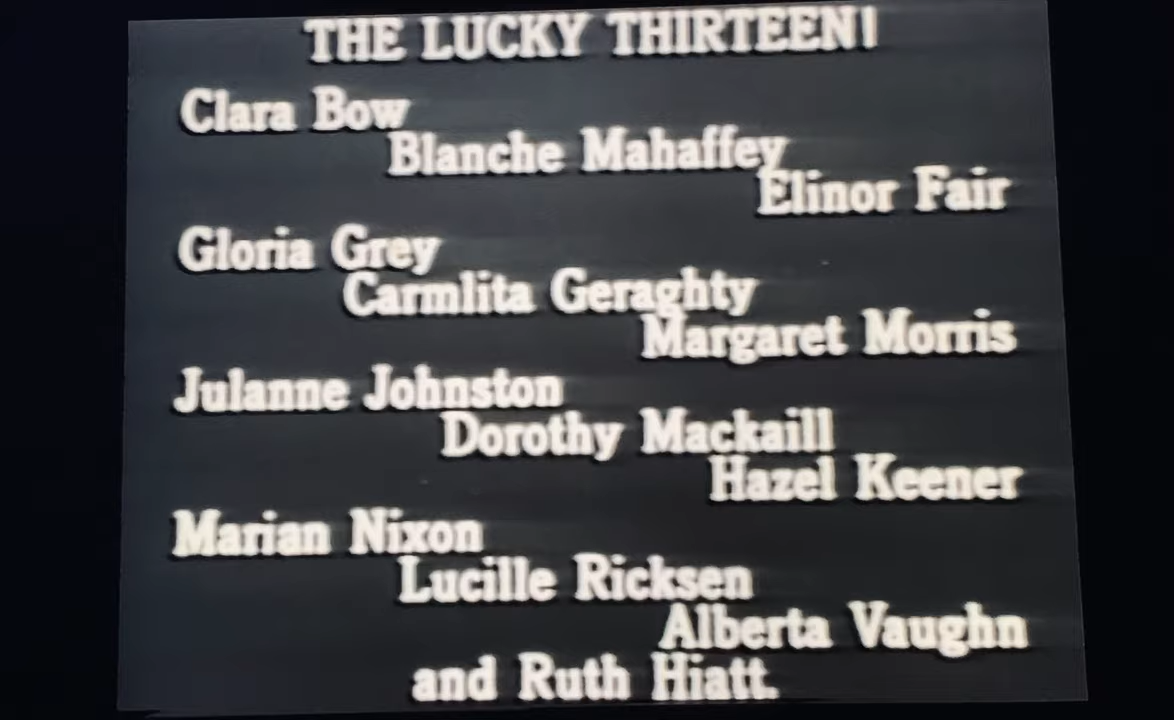 THE LUCKY THIRTEEN!
Clara Bow
Blanche Mahaffey
Elinor Fair
Gloria Grey
Carmlita Geraghty
Margaret Morris
Julanne Johnston
Dorothy Mackaill
Hazel Keener
Marian Nixon
Lucille Ricksen
Alberta Vaughn
and Ruth Hiatt.